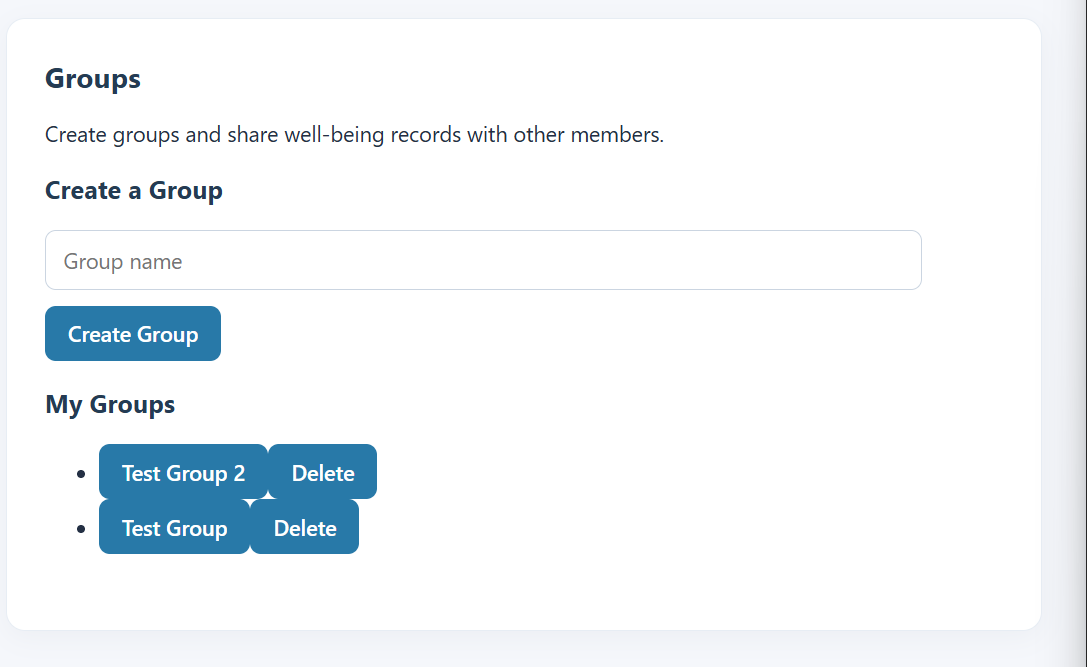 Groups
Create groups and share well-being records with other members.
Create a Group
Group name
Create Group
My Groups
Test Group 2 Delete
Test Group Delete